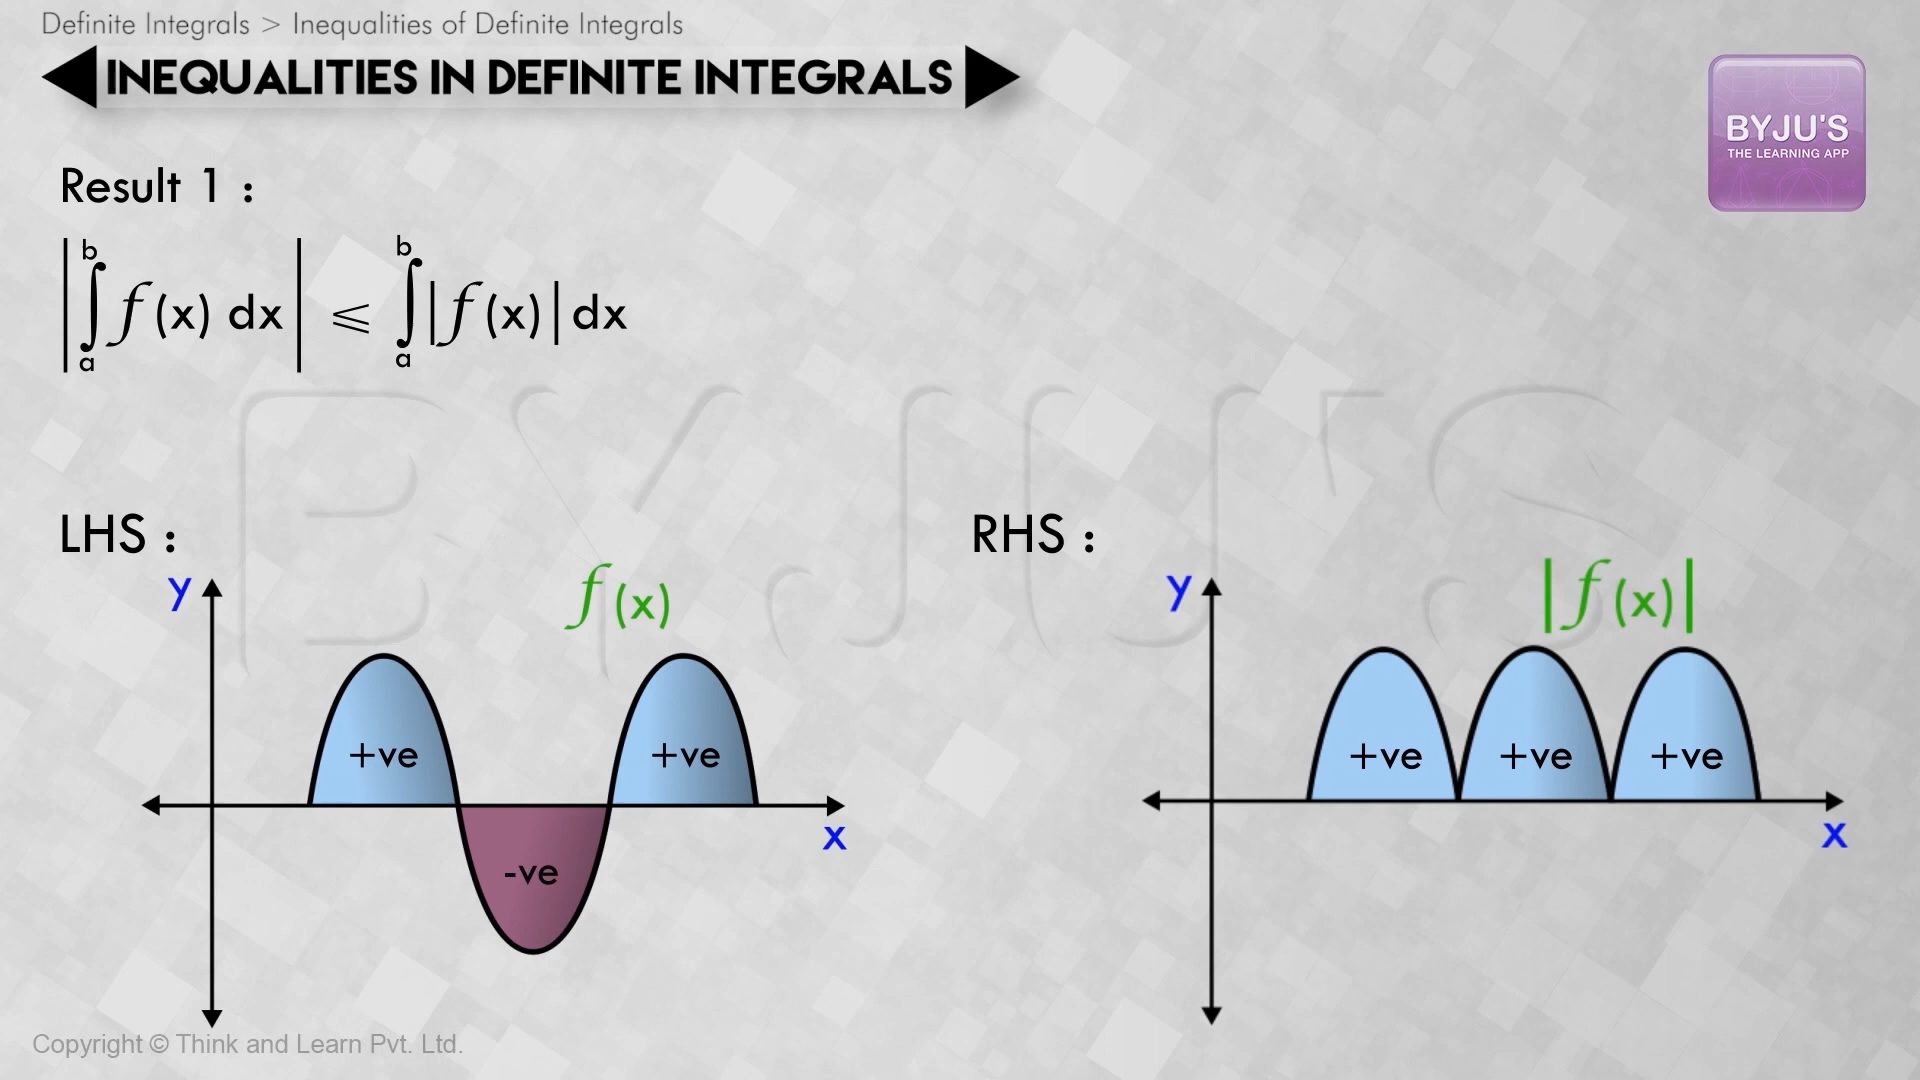 Definite Integrals > Inequalities of Definite Integrals
INEQUALITIES IN DEFINITE INTEGRALS
BYJU'S
THE LEARNING APP
Result 1 :
|∫ₐᵇ f(x) dx| ⩽ ∫ₐᵇ |f(x)| dx
BYJU'S
LHS :
RHS :
y
f(x)
y
|f(x)|
+ve
+ve
+ve
+ve
+ve
x
x
-ve
Copyright © Think and Learn Pvt. Ltd.